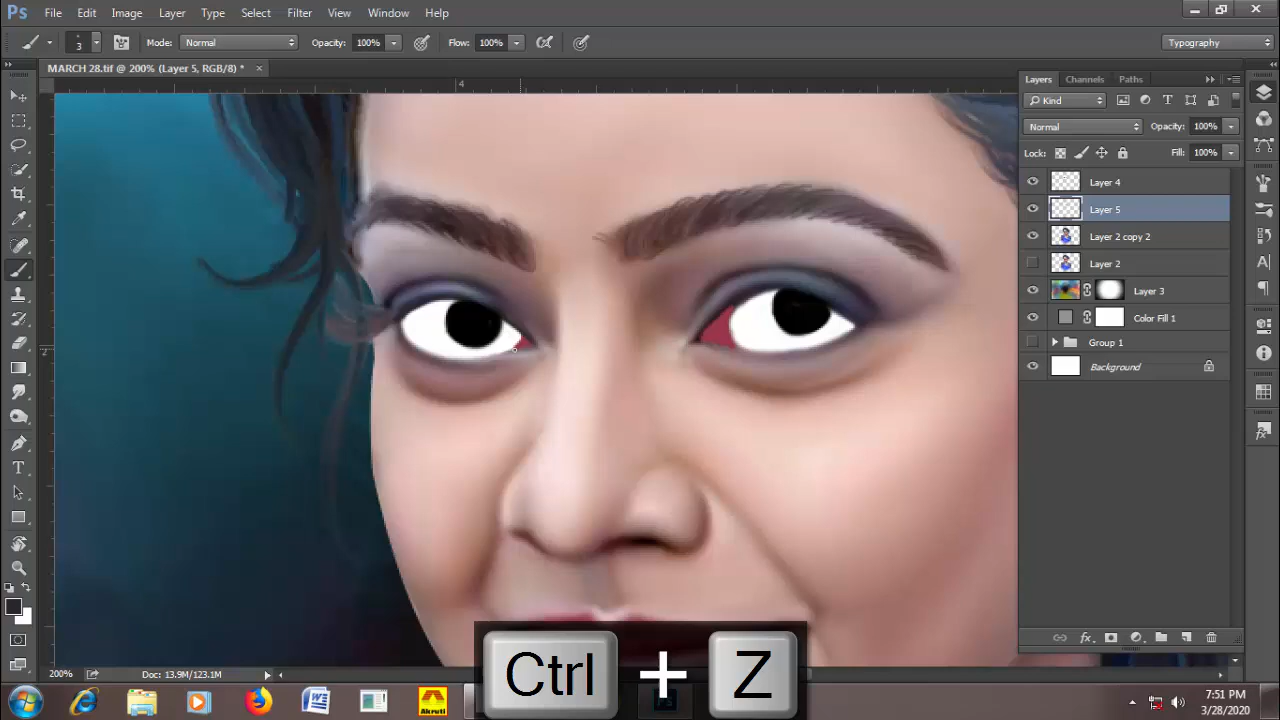 Ps File Edit Image Layer Type Select Filter View Window Help
3 Mode: Normal Opacity: 100% Flow: 100% Typography
MARCH 28.tif @ 200% (Layer 5, RGB/8) * ×
4
Layers Channels Paths
Kind
Normal Opacity: 100%
Lock: Fill: 100%
Layer 4
Layer 5
Layer 2 copy 2
Layer 2
Layer 3
Color Fill 1
Group 1
Background
2
Ctrl + Z
200% Doc: 13.9M/123.1M
Akruti
7:51 PM
3/28/2020